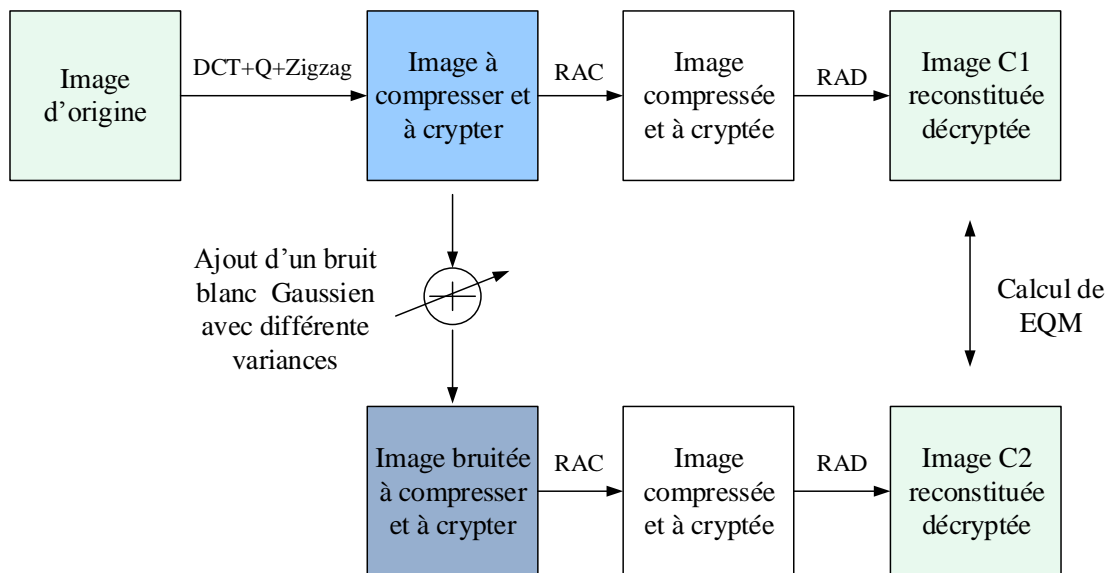 Image
d'origine
DCT+Q+Zigzag
Image à
compresser et
à crypter
RAC
Image
compressée
et à cryptée
RAD
Image C1
reconstituée
décryptée
Ajout d'un bruit
blanc Gaussien
avec différente
variances
Calcul de
EQM
Image bruitée
à compresser
et à crypter
RAC
Image
compressée
et à cryptée
RAD
Image C2
reconstituée
décryptée